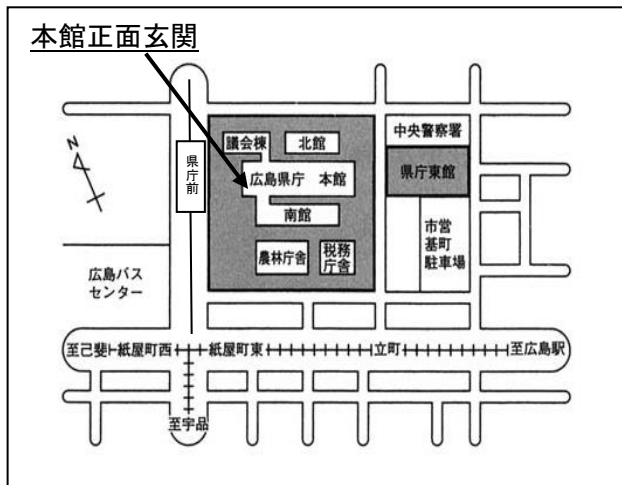 本館正面玄関
N
県庁前
議会棟
北館
中央警察署
広島県庁 本館
県庁東館
南館
市営
基町
駐車場
農林庁舎
税務
庁舎
広島バス
センター
至己斐
紙屋町西
紙屋町東
立町
至広島駅
至宇品